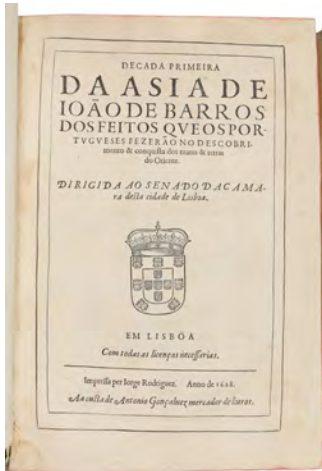 DECADA PRIMEIRA
DA ASIA DE
IOÃO DE BARROS
DOS FEITOS QVE OS POR-
TVGVESES FEZERÃO NO DESCOBRI-
mento & conquista dos mares & terras
do Oriente.
DIRIGIDA AO SENADO DA CAMA-
ra desta cidade de Lisboa.
EM LISBÕA
Com todas as licenças necessarias.
Impressa per Iorge Rodriguez. Anno de 1628.
Aa custa de Antonio Gonçalvez mercador de livros.